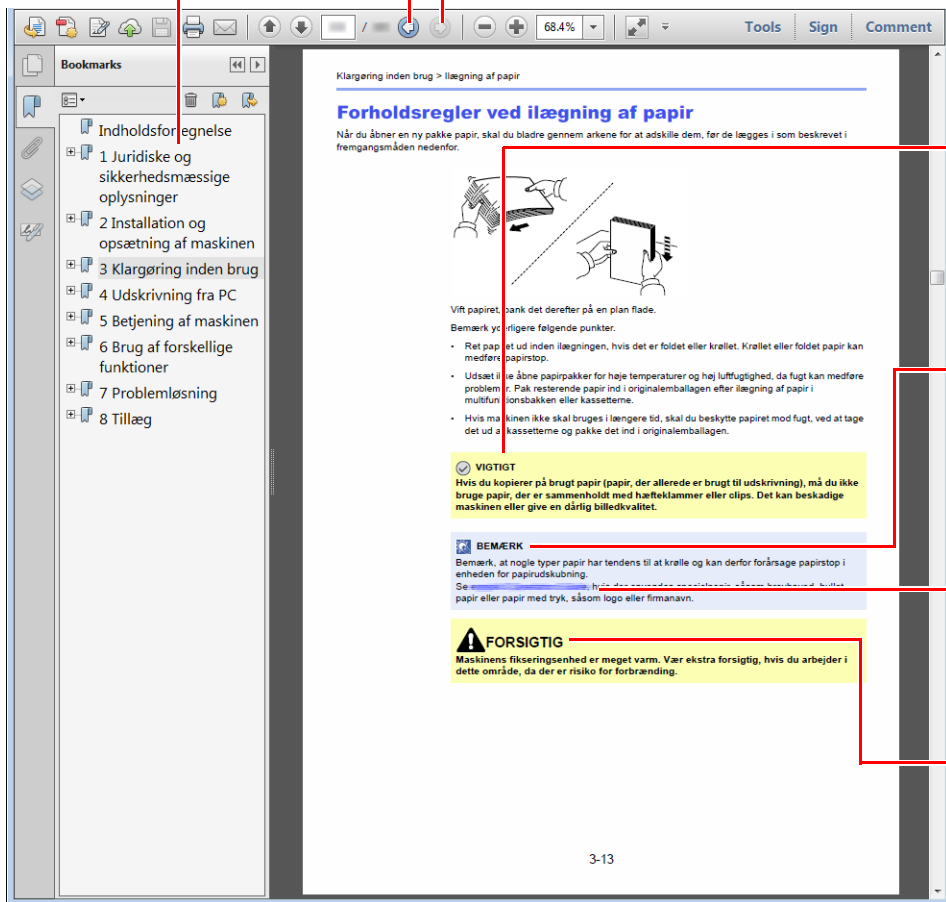 / 68.4% Tools Sign Comment
Bookmarks
Indholdsfortegnelse
1 Juridiske og
sikkerhedsmæssige
oplysninger
2 Installation og
opsætning af maskinen
3 Klargøring inden brug
4 Udskrivning fra PC
5 Betjening af maskinen
6 Brug af forskellige
funktioner
7 Problemløsning
8 Tillæg
Klargøring inden brug > Ilægning af papir
Forholdsregler ved ilægning af papir
Når du åbner en ny pakke papir, skal du bladre gennem arkene for at adskille dem, før de lægges i som beskrevet i
fremgangsmåden nedenfor.
Vift papiret, bank det derefter på en plan flade.
Bemærk yderligere følgende punkter.
• Ret papiret ud inden ilægningen, hvis det er foldet eller krøllet. Krøllet eller foldet papir kan
medføre papirstop.
• Udsæt ikke åbne papirpakker for høje temperaturer og høj luftfugtighed, da fugt kan medføre
problemer. Pak resterende papir ind i originalemballagen efter ilægning af papir i
multifunktionsbakken eller kassetterne.
• Hvis maskinen ikke skal bruges i længere tid, skal du beskytte papiret mod fugt, ved at tage
det ud af kassetterne og pakke det ind i originalemballagen.
VIGTIGT
Hvis du kopierer på brugt papir (papir, der allerede er brugt til udskrivning), må du ikke
bruge papir, der er sammenholdt med hæfteklammer eller clips. Det kan beskadige
maskinen eller give en dårlig billedkvalitet.
BEMÆRK
Bemærk, at nogle typer papir har tendens til at krølle og kan derfor forårsage papirstop i
enheden for papirudskubning.
Se , hvis der anvendes specialpapir, såsom brevhoved, hullet
papir eller papir med tryk, såsom logo eller firmanavn.
FORSIGTIG
Maskinens fikseringsenhed er meget varm. Vær ekstra forsigtig, hvis du arbejder i
dette område, da der er risiko for forbrænding.
3-13